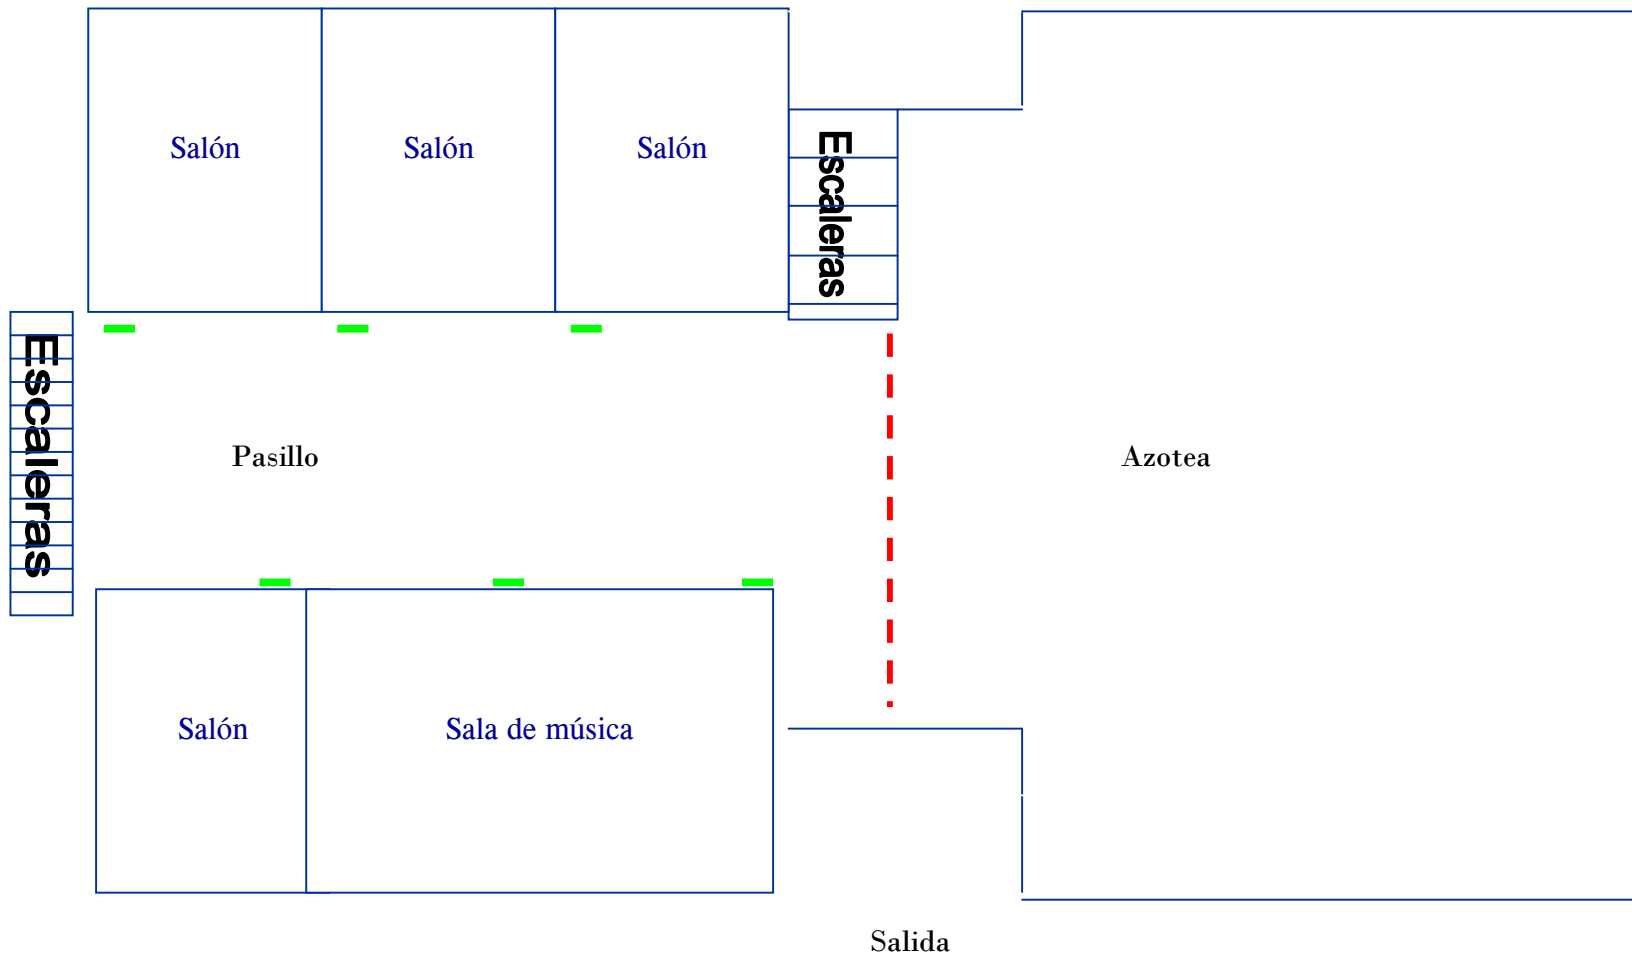 Salón
Salón
Salón
Escaleras
Escaleras
Pasillo
Azotea
Salón
Sala de música
Salida